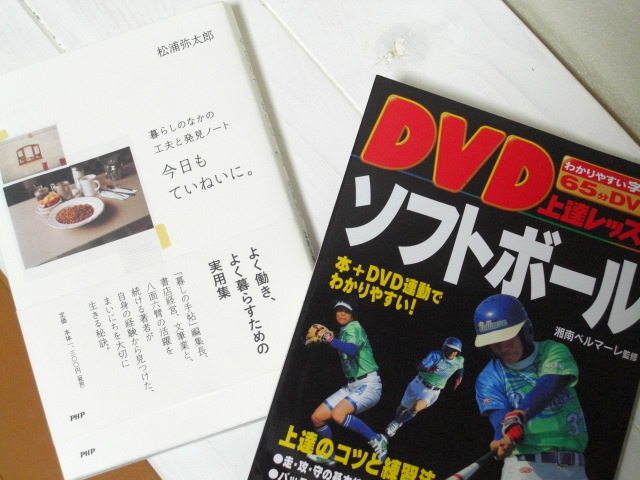 松浦弥太郎
暮らしのなかの
工夫と発見ノート
今日も
ていねいに。
よく働き、
よく暮らすための
実用集
「暮しの手帖」編集長、
書店経営、文筆業と、
八面六臂の活躍を
続ける著者が
自身の経験から見つけた、
まいにちを大切に
生きる秘訣。
PHP
PHP
DVD
わかりやすい
65分DV
上達レッス
ソフトボール
本+DVD連動で
わかりやすい!
湘南ベルマーレ監修
上達のコツと練習法
●走・攻・守の基本